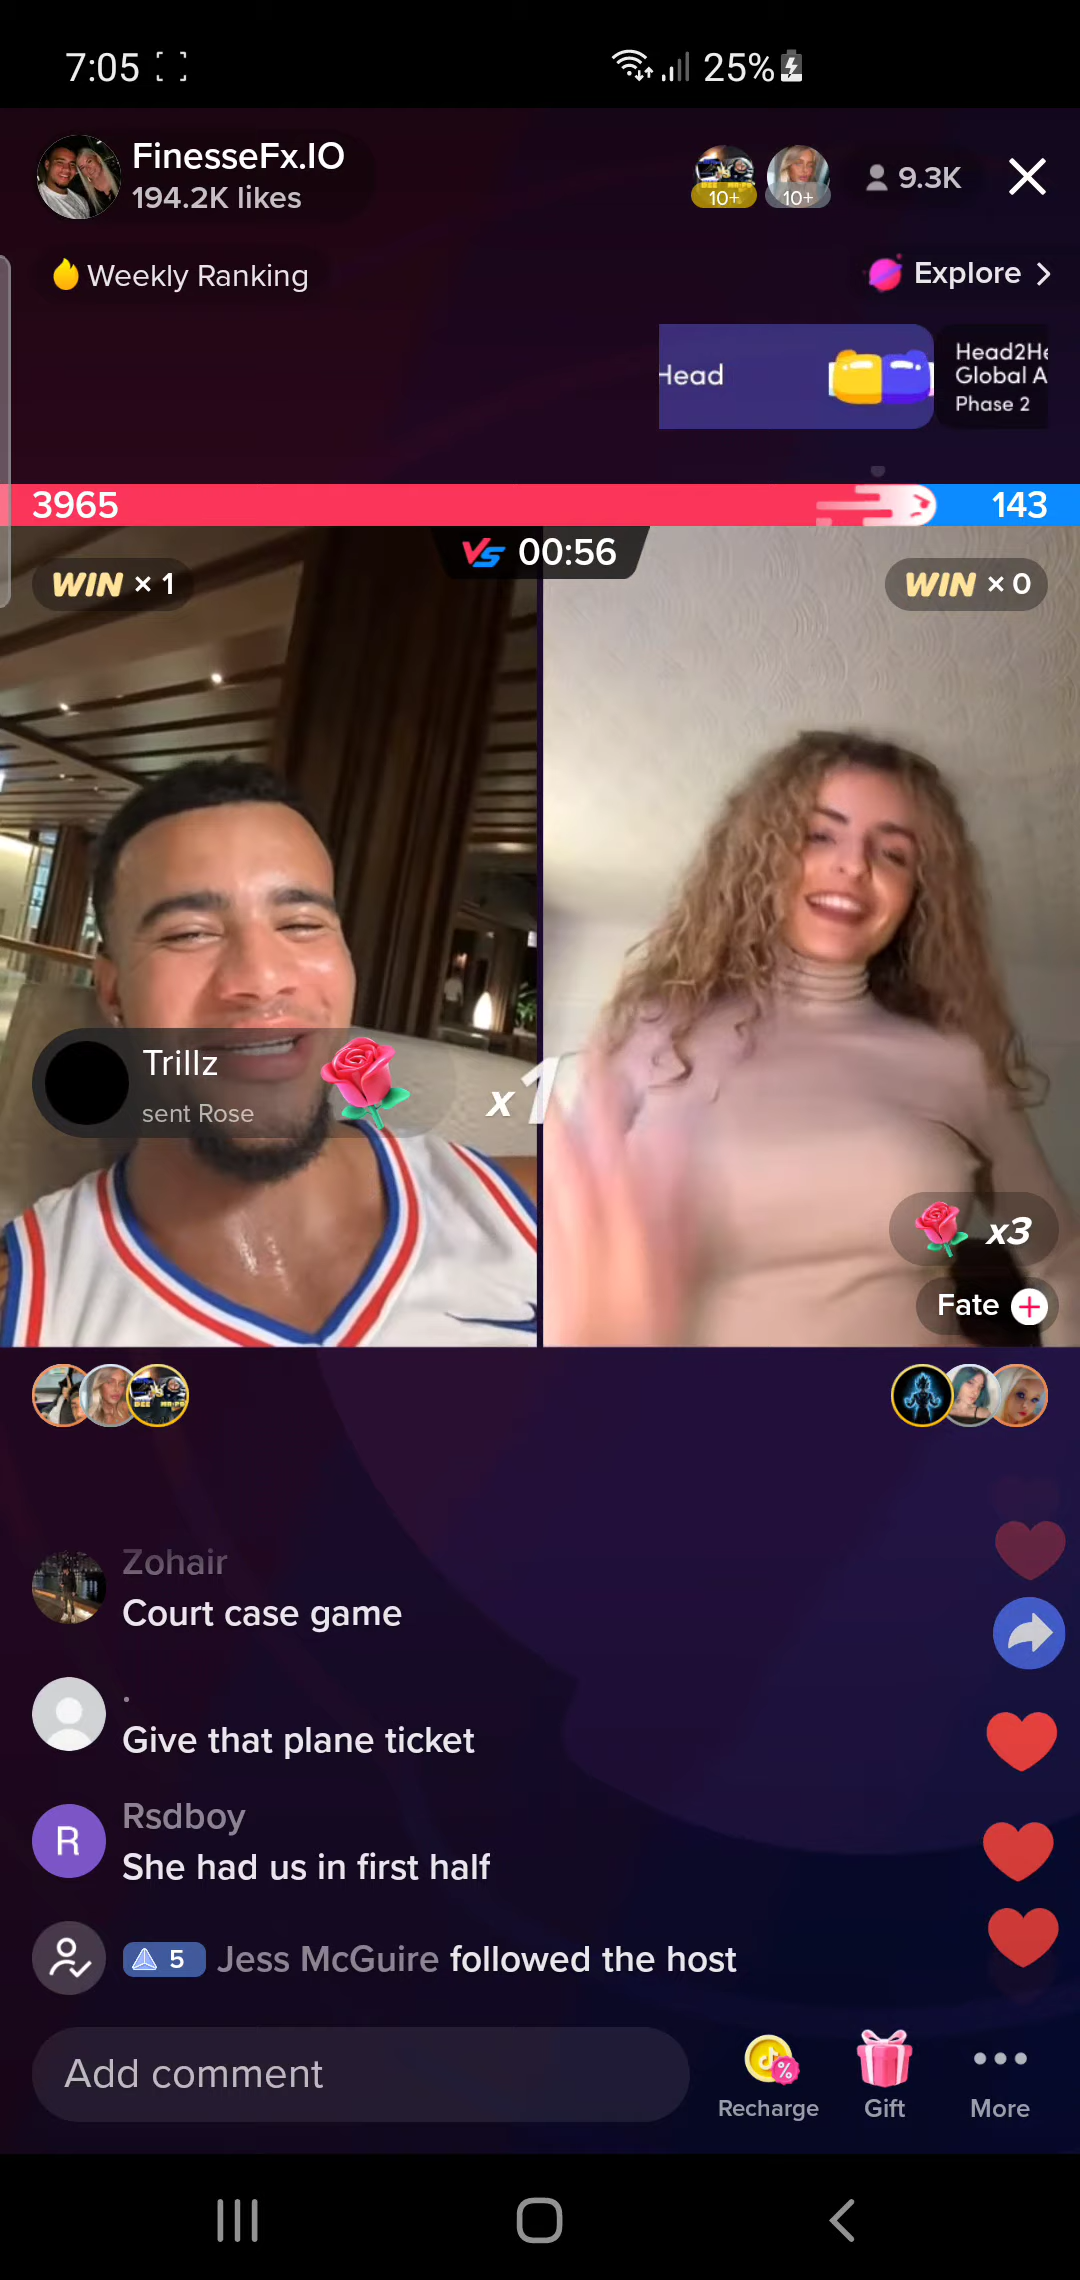 7:05
25%
FinesseFx.IO
194.2K likes
10+
10+
9.3K
Weekly Ranking
Explore
Head
Head2He
Global A
Phase 2
3965
143
VS 00:56
WIN × 1
WIN × 0
Trillz
sent Rose
x1
x3
Fate
Zohair
Court case game
.
Give that plane ticket
R
Rsdboy
She had us in first half
5 Jess McGuire followed the host
Add comment
Recharge
Gift
More